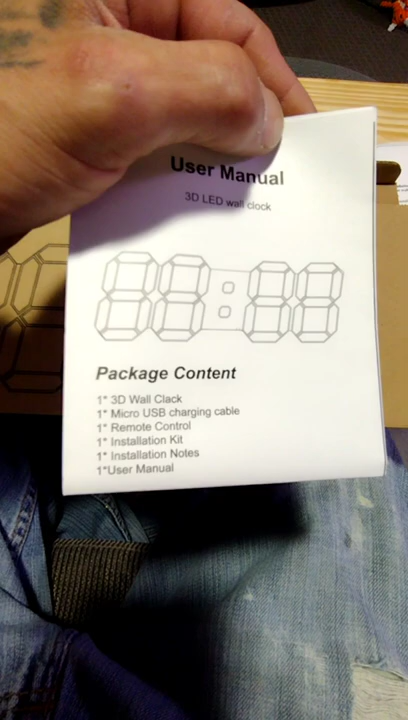 User Manual
3D LED wall clock
Package Content
1* 3D Wall Clack
1* Micro USB charging cable
1* Remote Control
1* Installation Kit
1* Installation Notes
1*User Manual